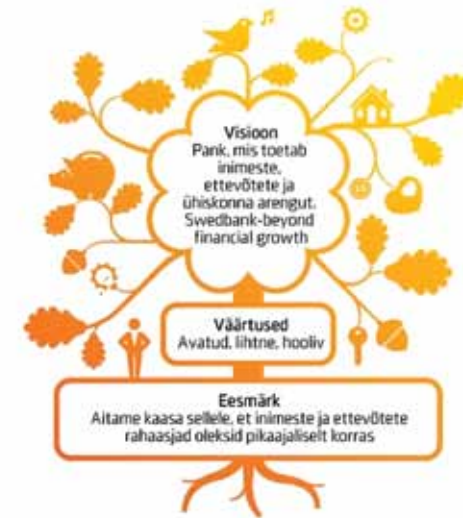 Visioon
Pank, mis toetab
inimeste,
ettevõtete ja
ühiskonna arengut.
Swedbank-beyond
financial growth
Väärtused
Avatud, lihtne, hooliv
Eesmärk
Aitame kaasa sellele, et inimeste ja ettevõtete
rahaasjad oleksid pikaajaliselt korras